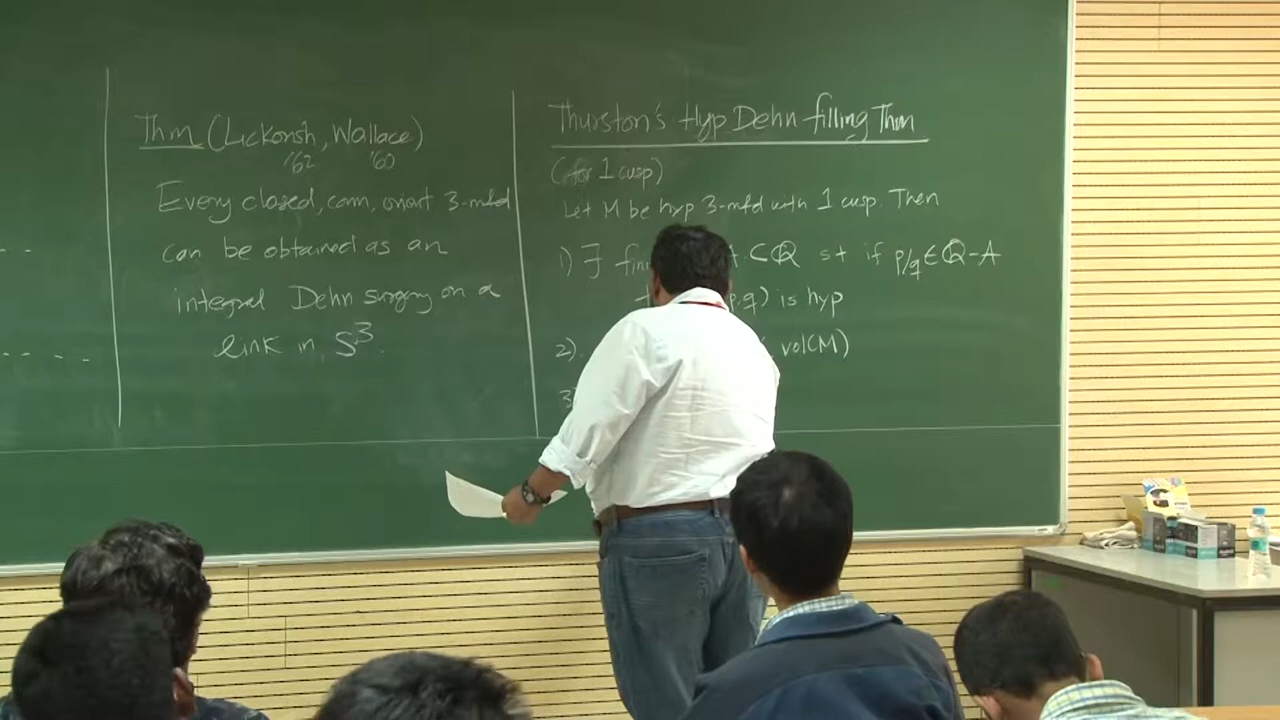 Thm (Lickorish, Wallace)
'62 '60
Every closed, conn, orient 3-mfd
can be obtained as an
integral Dehn surgery on a
link in S³.
Thurston's Hyp Dehn filling Thm
(for 1 cusp)
Let M be hyp 3-mfd with 1 cusp. Then
1) ∃ ⊂ Q st if p/q ∈ Q-A
p,q) is hyp
2). vol(M)
3